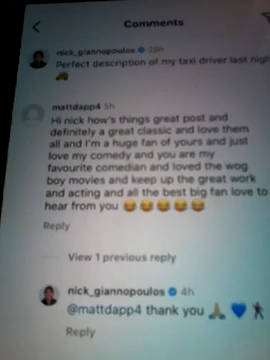 Comments
nick_giannopoulos 20h
Perfect description of my taxi driver last nigh
mattdapp4 5h
Hi nick how's things great post and
definitely a great classic and love them
all and I'm a huge fan of yours and just
love my comedy and you are my
favourite comedian and loved the wog
boy movies and keep up the great work
and acting and all the best big fan love to
hear from you 😂😂😂😂😂
Reply
View 1 previous reply
nick_giannopoulos 4h
@mattdapp4 thank you 🙏💙🕺
Reply